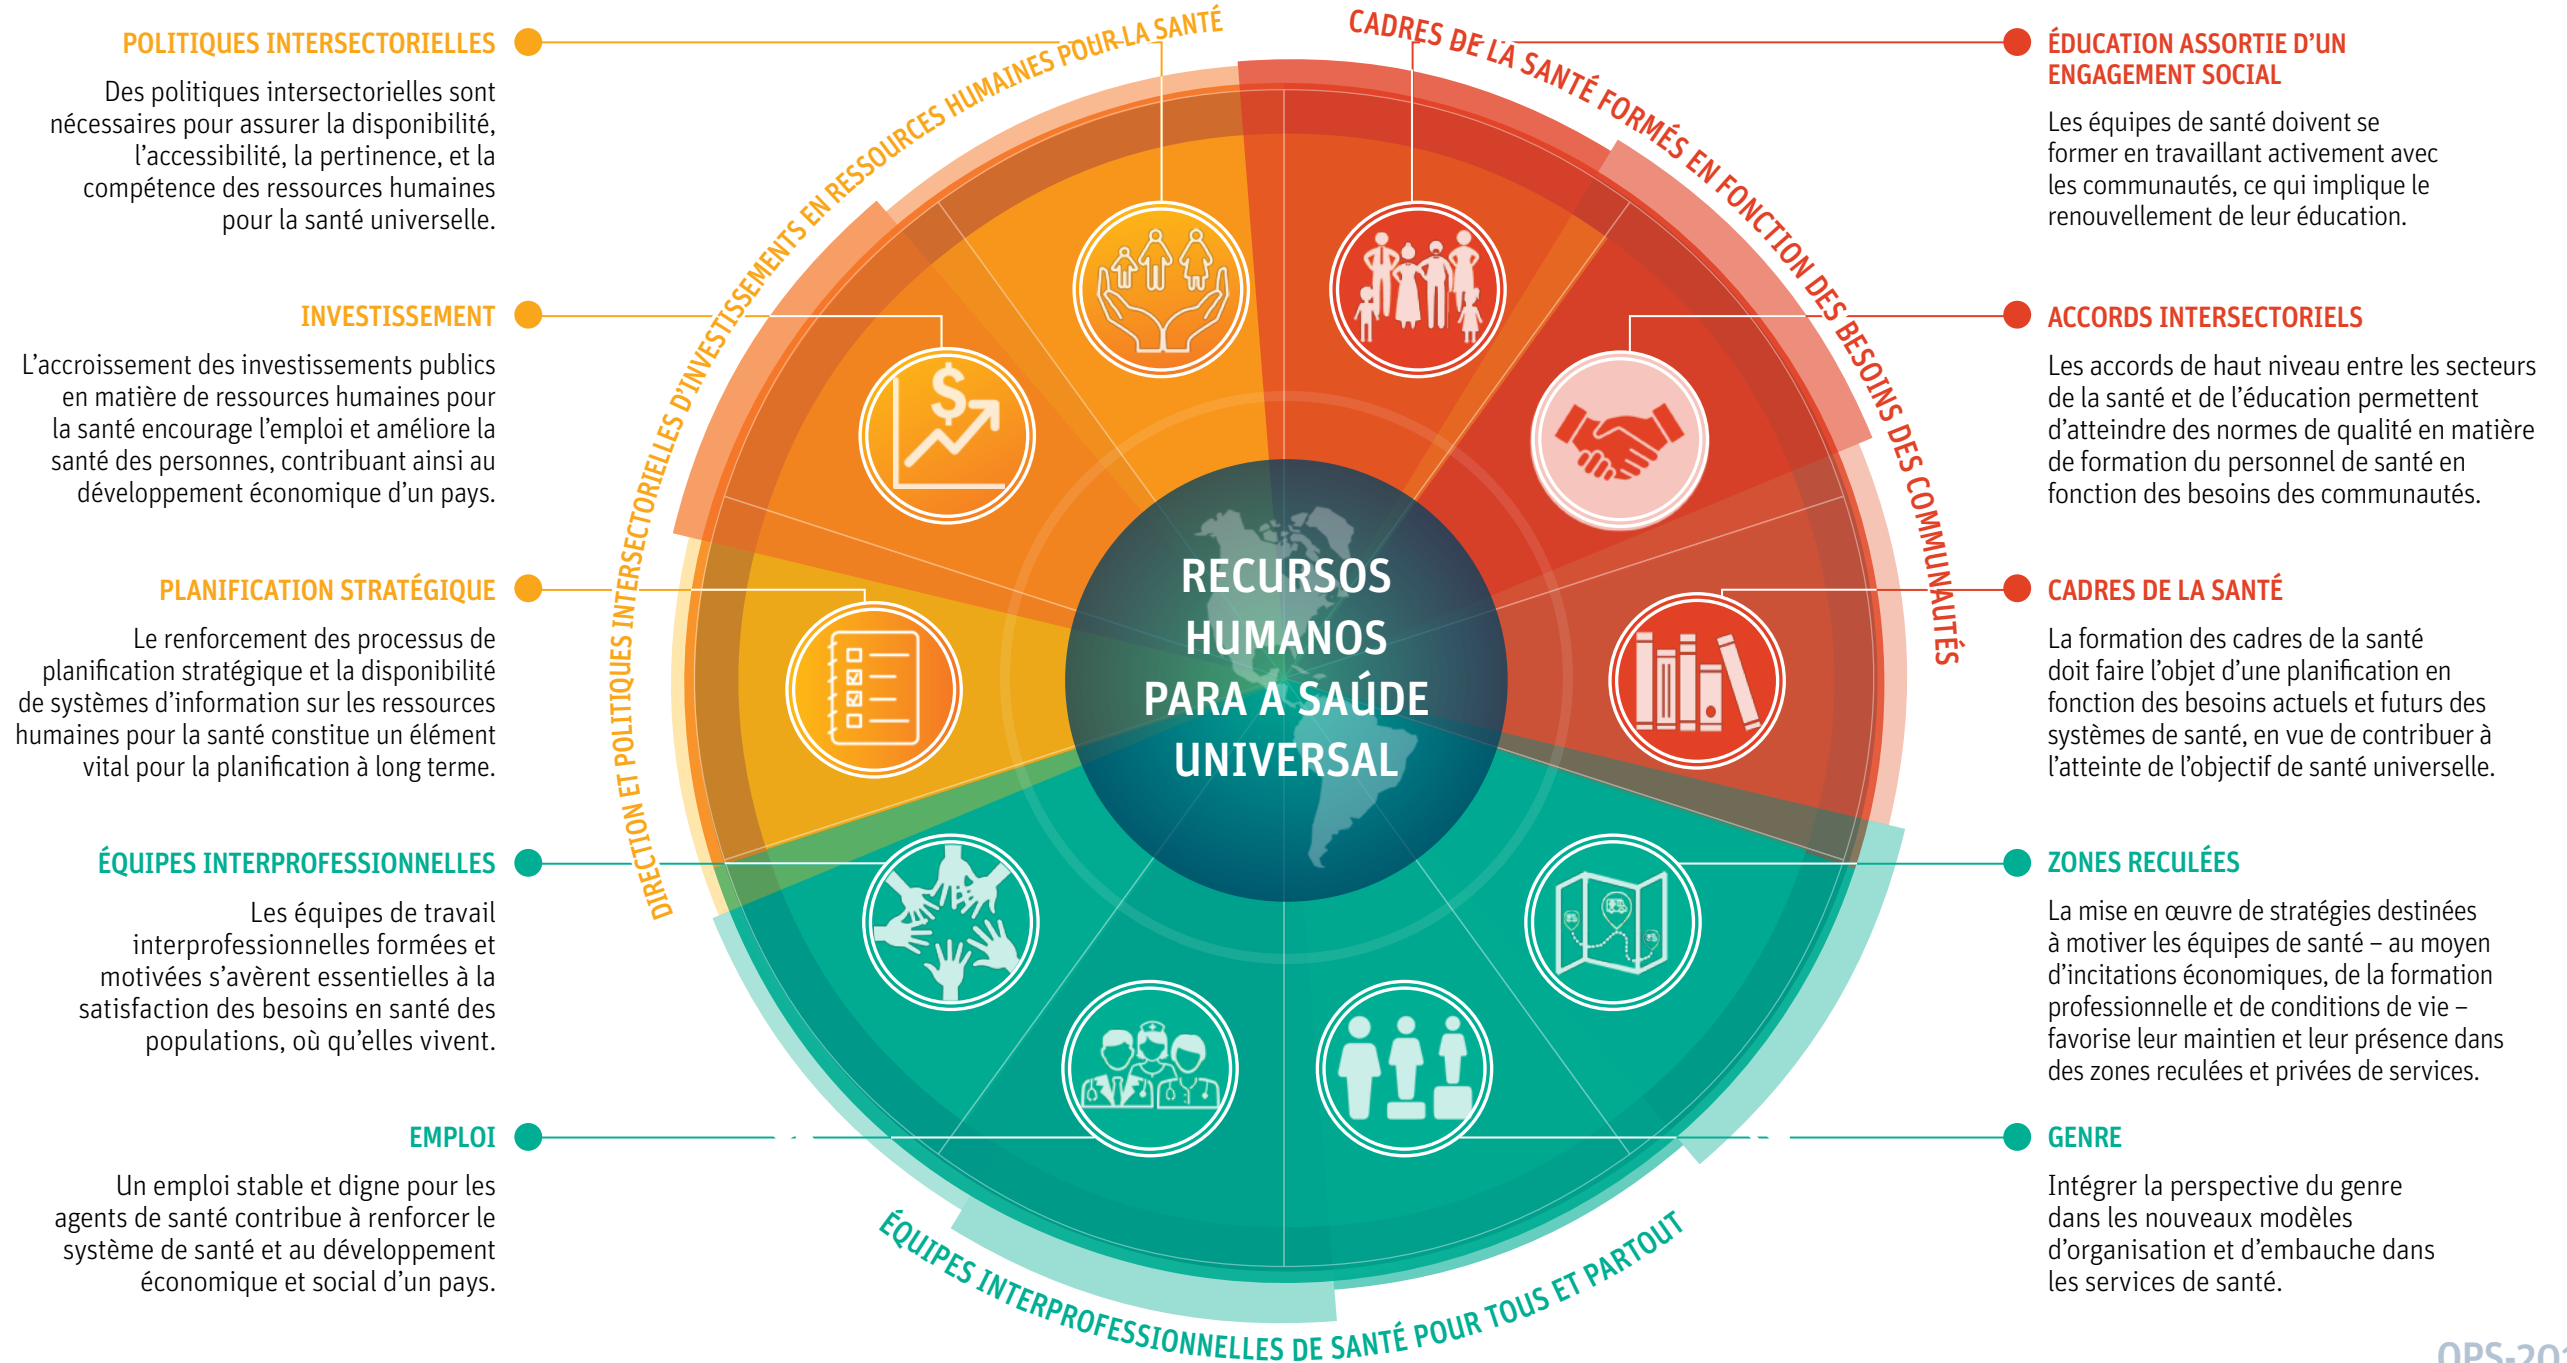 POLITIQUES INTERSECTORIELLES
Des politiques intersectorielles sont
nécessaires pour assurer la disponibilité,
l'accessibilité, la pertinence, et la
compétence des ressources humaines
pour la santé universelle.
INVESTISSEMENT
L'accroissement des investissements publics
en matière de ressources humaines pour
la santé encourage l'emploi et améliore la
santé des personnes, contribuant ainsi au
développement économique d'un pays.
PLANIFICATION STRATÉGIQUE
Le renforcement des processus de
planification stratégique et la disponibilité
de systèmes d'information sur les ressources
humaines pour la santé constitue un élément
vital pour la planification à long terme.
ÉQUIPES INTERPROFESSIONNELLES
Les équipes de travail
interprofessionnelles formées et
motivées s'avèrent essentielles à la
satisfaction des besoins en santé des
populations, où qu'elles vivent.
EMPLOI
Un emploi stable et digne pour les
agents de santé contribue à renforcer le
système de santé et au développement
économique et social d'un pays.
DIRECTION ET POLITIQUES INTERSECTORIELLES D'INVESTISSEMENTS EN RESSOURCES HUMAINES POUR LA SANTÉ
CADRES DE LA SANTÉ FORMÉS EN FONCTION DES BESOINS DES COMMUNAUTÉS
$
RECURSOS
HUMANOS
PARA A SAÚDE
UNIVERSAL
ÉQUIPES INTERPROFESSIONNELLES DE SANTÉ POUR TOUS ET PARTOUT
ÉDUCATION ASSORTIE D'UN
ENGAGEMENT SOCIAL
Les équipes de santé doivent se
former en travaillant activement avec
les communautés, ce qui implique le
renouvellement de leur éducation.
ACCORDS INTERSECTORIELS
Les accords de haut niveau entre les secteurs
de la santé et de l'éducation permettent
d'atteindre des normes de qualité en matière
de formation du personnel de santé en
fonction des besoins des communautés.
CADRES DE LA SANTÉ
La formation des cadres de la santé
doit faire l'objet d'une planification en
fonction des besoins actuels et futurs des
systèmes de santé, en vue de contribuer à
l'atteinte de l'objectif de santé universelle.
ZONES RECULÉES
La mise en œuvre de stratégies destinées
à motiver les équipes de santé – au moyen
d'incitations économiques, de la formation
professionnelle et de conditions de vie –
favorise leur maintien et leur présence dans
des zones reculées et privées de services.
GENRE
Intégrer la perspective du genre
dans les nouveaux modèles
d'organisation et d'embauche dans
les services de santé.